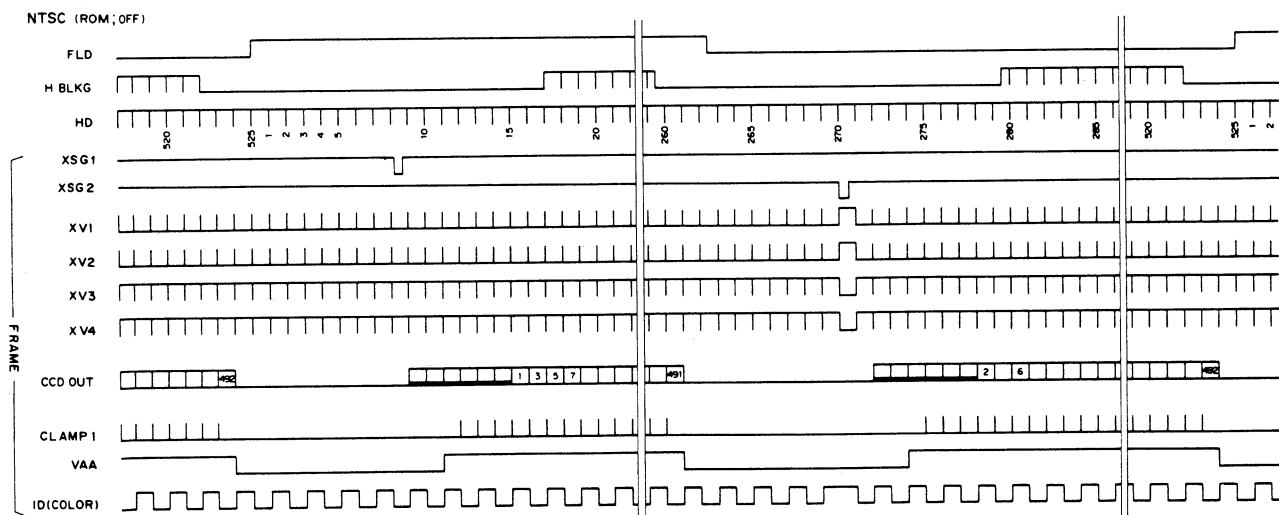 NTSC (ROM; OFF)
FLD
H BLKG
HD
520 525 1 2 3 4 5 10 15 20 260 265 270 275 280 285 520 525 1 2
XSG1
XSG2
XV1
XV2
XV3
XV4
FRAME
CCD OUT 492 1 3 5 7 491 2 6 492
CLAMP 1
VAA
ID(COLOR)